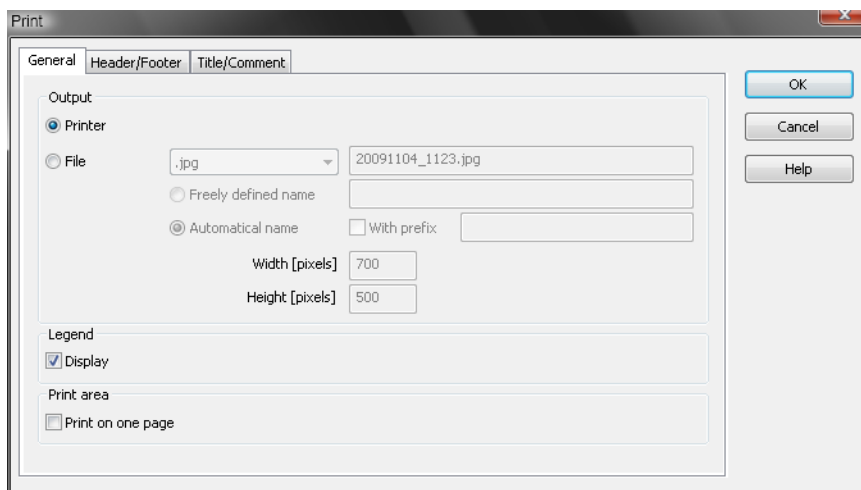 Print
General Header/Footer Title/Comment
Output
Printer
File .jpg 20091104_1123.jpg
Freely defined name
Automatical name With prefix
Width [pixels] 700
Height [pixels] 500
Legend
Display
Print area
Print on one page
OK
Cancel
Help